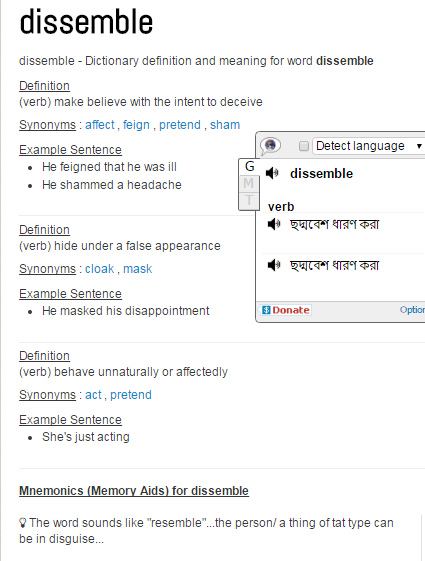 dissemble
dissemble - Dictionary definition and meaning for word dissemble
Definition
(verb) make believe with the intent to deceive
Synonyms : affect , feign , pretend , sham
Example Sentence
He feigned that he was ill
He shammed a headache
Detect language
G
M
T
dissemble
verb
ছদ্মবেশ ধারণ করা
ছদ্মবেশ ধারণ করা
Donate
Option
Definition
(verb) hide under a false appearance
Synonyms : cloak , mask
Example Sentence
He masked his disappointment
Definition
(verb) behave unnaturally or affectedly
Synonyms : act , pretend
Example Sentence
She's just acting
Mnemonics (Memory Aids) for dissemble
The word sounds like "resemble"...the person/ a thing of tat type can
be in disguise...